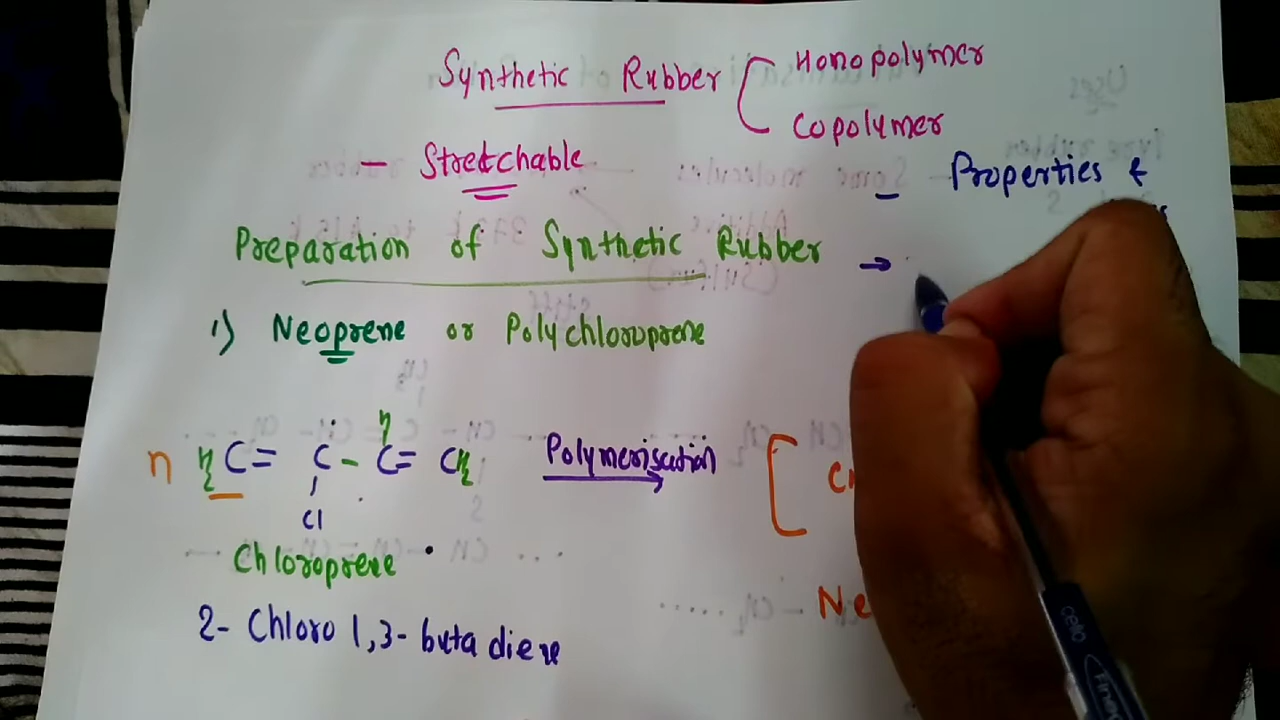 Synthetic Rubber
Homopolymer
Copolymer
- Stretchable
- Properties &
Preparation of Synthetic Rubber →
1) Neoprene or Polychloroprene
n H₂C = C - C = CH₂ Polymerisation [
H
Cl
Chloroprene
2- Chloro 1,3- butadiene
cello